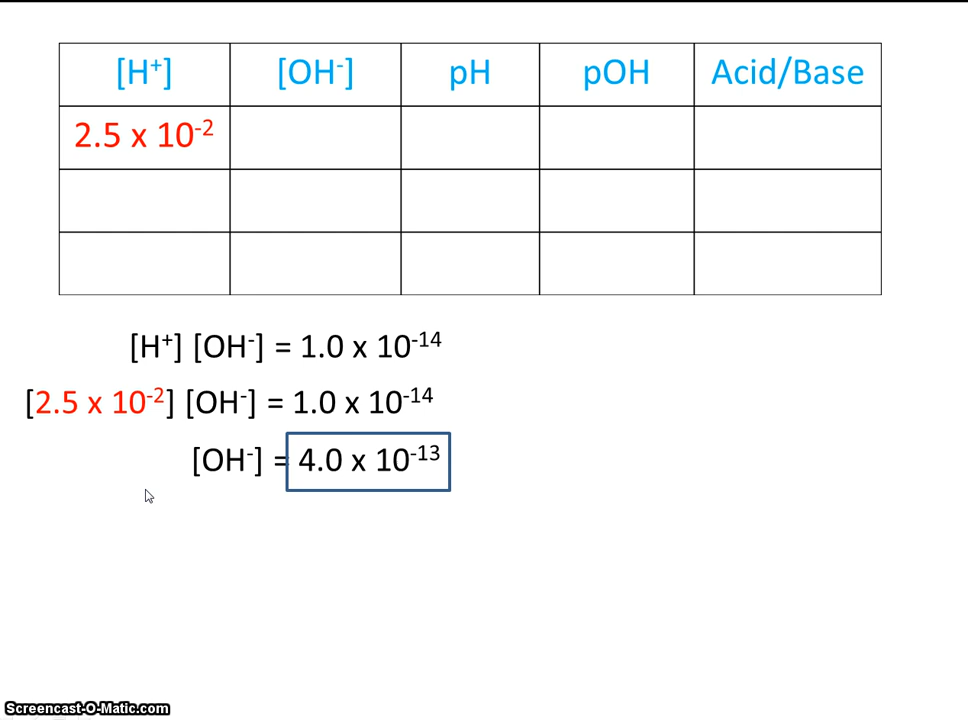 [H⁺] [OH⁻] pH pOH Acid/Base
2.5 x 10⁻²
[H⁺] [OH⁻] = 1.0 x 10⁻¹⁴
[2.5 x 10⁻²] [OH⁻] = 1.0 x 10⁻¹⁴
[OH⁻] = 4.0 x 10⁻¹³
Screencast-O-Matic.com